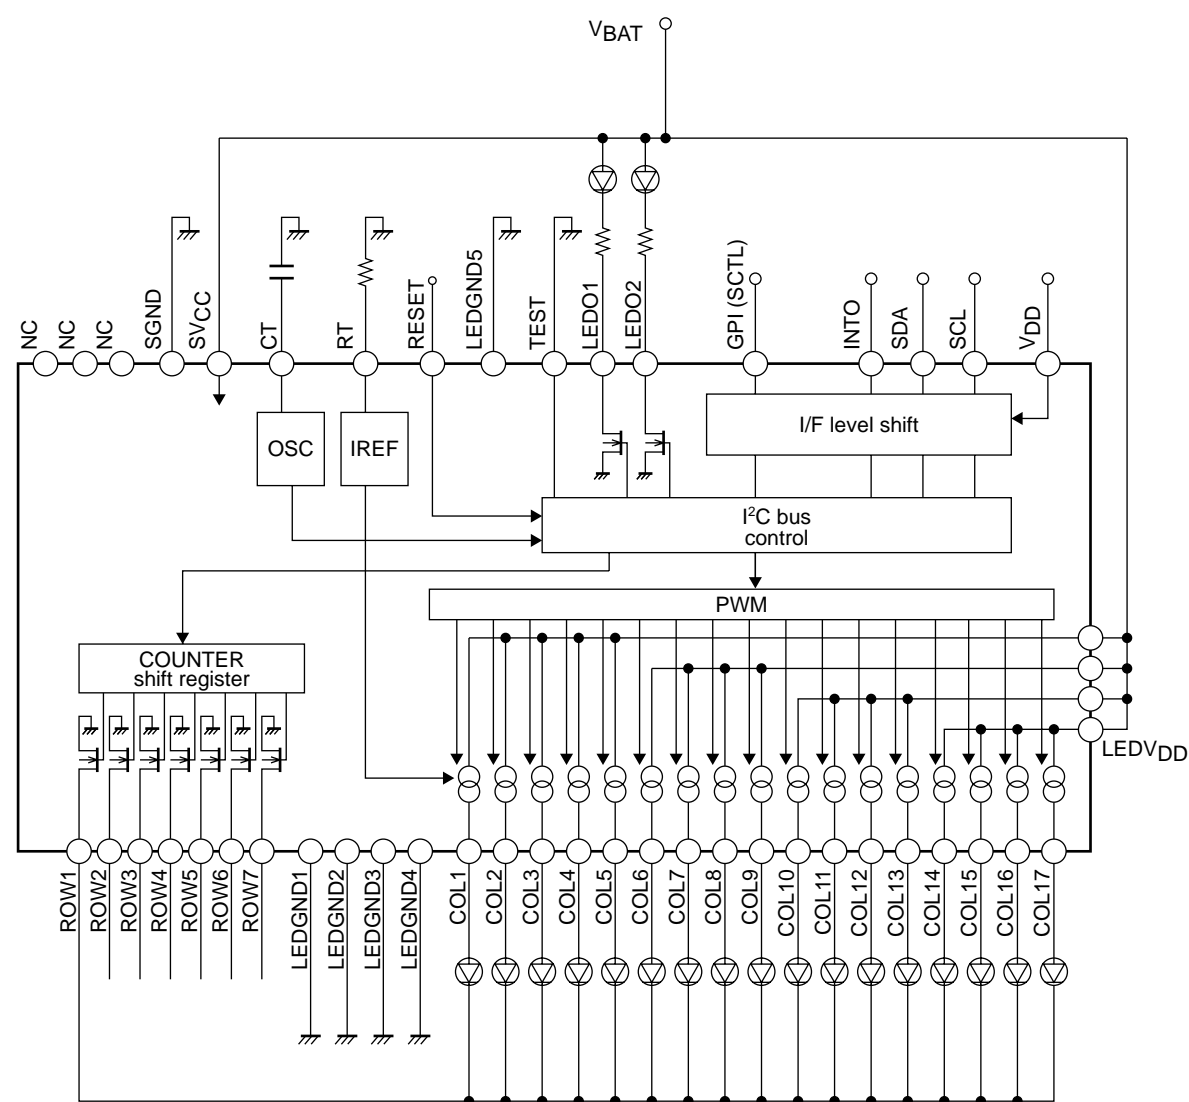 VBAT
NC
NC
NC
SGND
SVCC
CT
RT
RESET
LEDGND5
TEST
LEDO1
LEDO2
GPI (SCTL)
INTO
SDA
SCL
VDD
OSC
IREF
I/F level shift
I²C bus
control
PWM
COUNTER
shift register
LEDVDD
ROW1
ROW2
ROW3
ROW4
ROW5
ROW6
ROW7
LEDGND1
LEDGND2
LEDGND3
LEDGND4
COL1
COL2
COL3
COL4
COL5
COL6
COL7
COL8
COL9
COL10
COL11
COL12
COL13
COL14
COL15
COL16
COL17